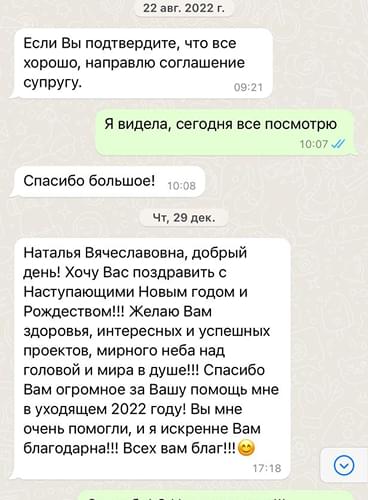 22 авг. 2022 г.
Если Вы подтвердите, что все
хорошо, направлю соглашение
супругу.
09:21
Я видела, сегодня все посмотрю
10:07
Спасибо большое!
10:08
Чт, 29 дек.
Наталья Вячеславовна, добрый
день! Хочу Вас поздравить с
Наступающими Новым годом и
Рождеством!!! Желаю Вам
здоровья, интересных и успешных
проектов, мирного неба над
головой и мира в душе!!! Спасибо
Вам огромное за Вашу помощь мне
в уходящем 2022 году! Вы мне
очень помогли, и я искренне Вам
благодарна!!! Всех вам благ!!!😊
17:18